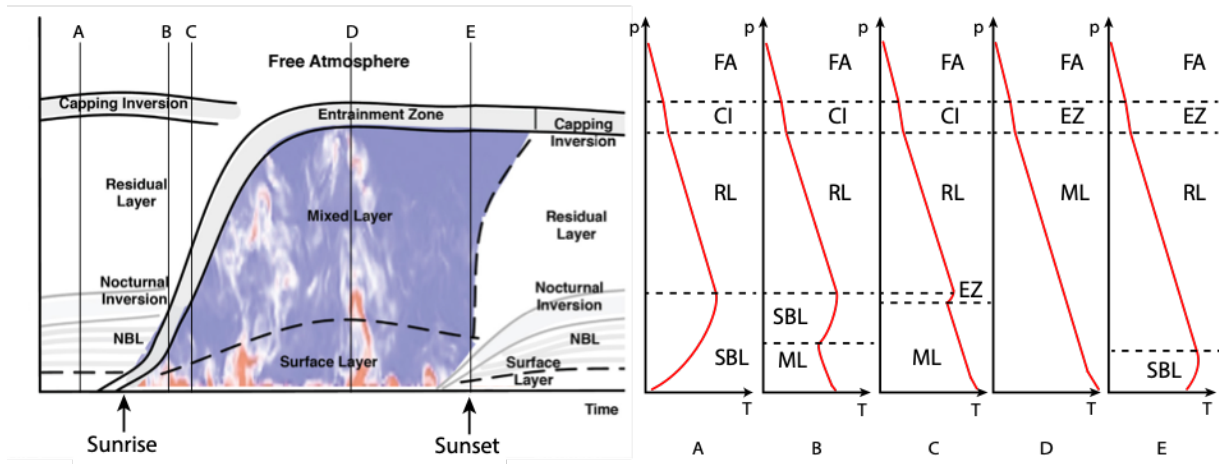 A
B
C
D
E
Free Atmosphere
Capping Inversion
Entrainment Zone
Capping
Inversion
Residual
Layer
Mixed Layer
Residual
Layer
Nocturnal
Inversion
Nocturnal
Inversion
NBL
NBL
Surface Layer
Surface
Layer
Time
Sunrise
Sunset
p
FA
CI
RL
SBL
T
A
p
FA
CI
RL
SBL
ML
T
B
p
FA
CI
RL
EZ
ML
T
C
p
FA
EZ
ML
T
D
p
FA
EZ
RL
SBL
T
E